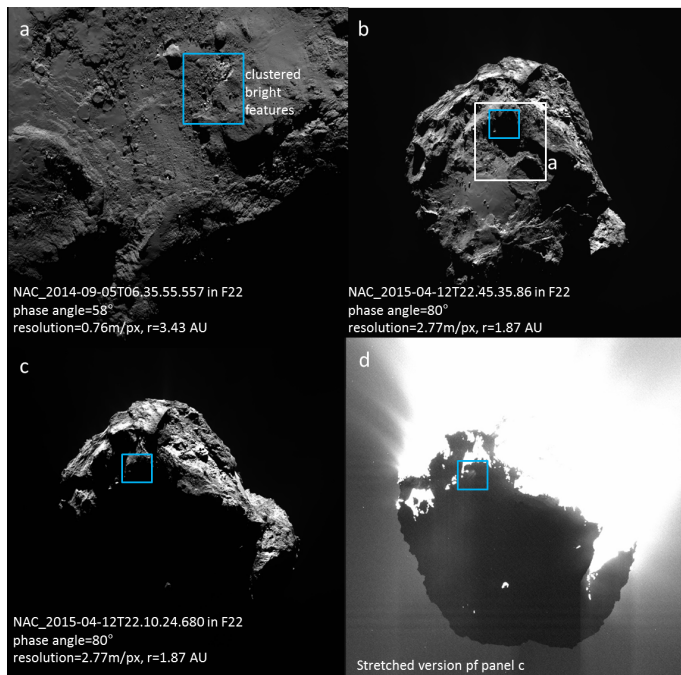 a
clustered
bright
features
NAC_2014-09-05T06.35.55.557 in F22
phase angle=58°
resolution=0.76m/px, r=3.43 AU
b
a
NAC_2015-04-12T22.45.35.86 in F22
phase angle=80°
resolution=2.77m/px, r=1.87 AU
c
NAC_2015-04-12T22.10.24.680 in F22
phase angle=80°
resolution=2.77m/px, r=1.87 AU
d
Stretched version pf panel c